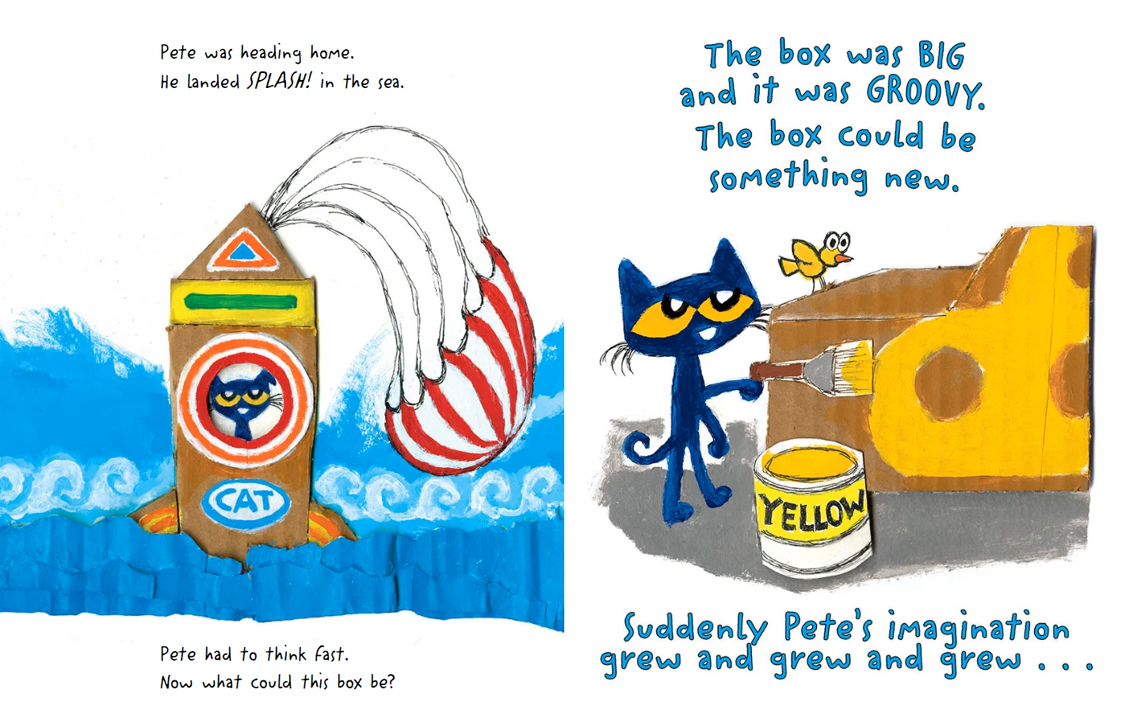 Pete was heading home.
He landed SPLASH! in the sea.
CAT
Pete had to think fast.
Now what could this box be?
The box was BIG
and it was GROOVY.
The box could be
something new.
YELLOW
Suddenly Pete's imagination
grew and grew and grew . . .